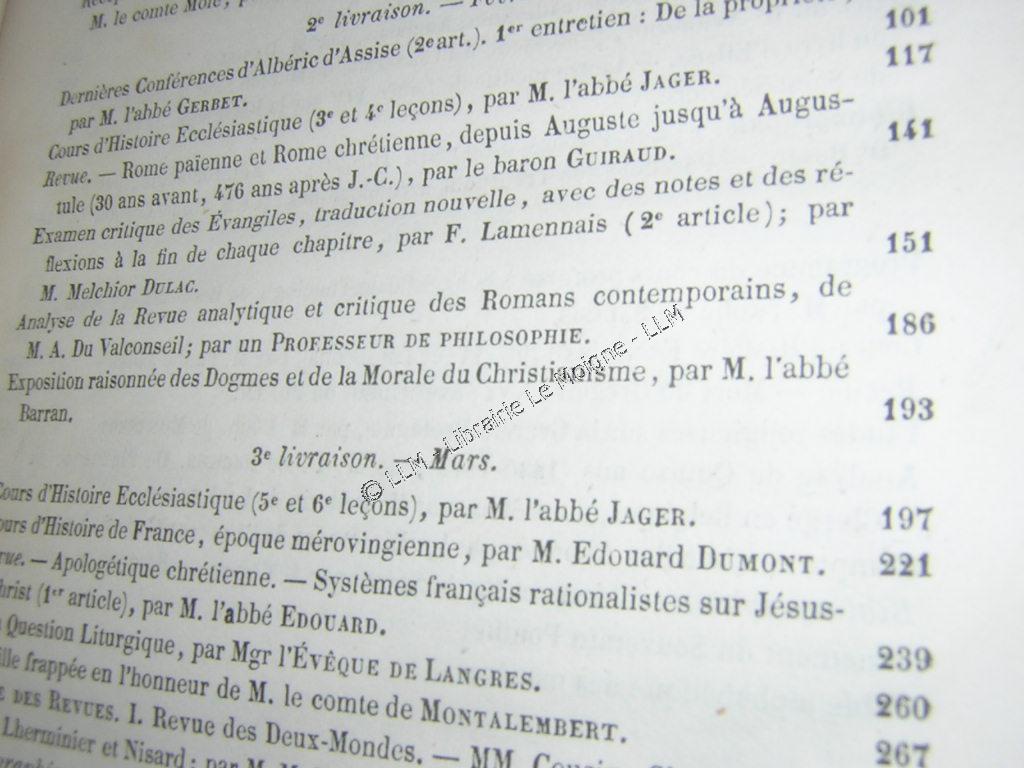 M. le comte Molé,
2e livraison. —
Dernières Conférences d'Albéric d'Assise (2e art.). 1er entretien : De la propriété, 101
par M. l'abbé GERBET.
Cours d'Histoire Ecclésiastique (3e et 4e leçons), par M. l'abbé JAGER. 117
Revue. — Rome païenne et Rome chrétienne, depuis Auguste jusqu'à Augus-
tule (30 ans avant, 476 ans après J.-C.), par le baron GUIRAUD. 141
Examen critique des Évangiles, traduction nouvelle, avec des notes et des ré-
flexions à la fin de chaque chapitre, par F. Lamennais (2e article); par
M. Melchior DULAC. 151
Analyse de la Revue analytique et critique des Romans contemporains, de
M. A. Du Valconseil; par un PROFESSEUR DE PHILOSOPHIE. 186
Exposition raisonnée des Dogmes et de la Morale du Christianisme, par M. l'abbé
Barran. 193
3e livraison. — Mars.
Cours d'Histoire Ecclésiastique (5e et 6e leçons), par M. l'abbé JAGER. 197
ours d'Histoire de France, époque mérovingienne, par M. Edouard DUMONT. 221
vue. — Apologétique chrétienne. — Systèmes français rationalistes sur Jésus-
hrist (1er article), par M. l'abbé EDOUARD. 239
Question Liturgique, par Mgr l'ÉVÊQUE DE LANGRES. 260
ille frappée en l'honneur de M. le comte de MONTALEMBERT. 267
DES REVUES. I. Revue des Deux-Mondes. — MM. Cousin,
Lherminier et Nisard; par M.
© LLM - Librairie Le Moigne - LLM